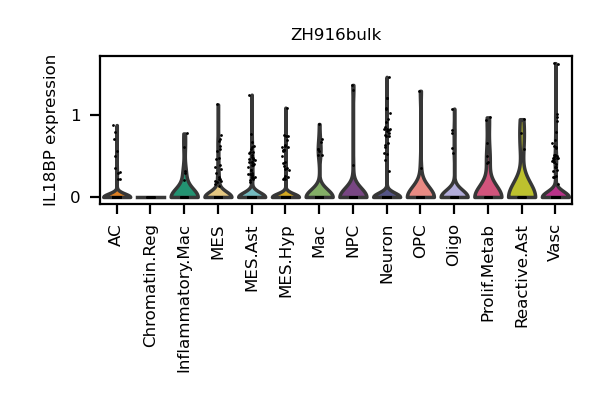 ZH916bulk
IL18BP expression
1
0
AC
Chromatin.Reg
Inflammatory.Mac
MES
MES.Ast
MES.Hyp
Mac
NPC
Neuron
OPC
Oligo
Prolif.Metab
Reactive.Ast
Vasc